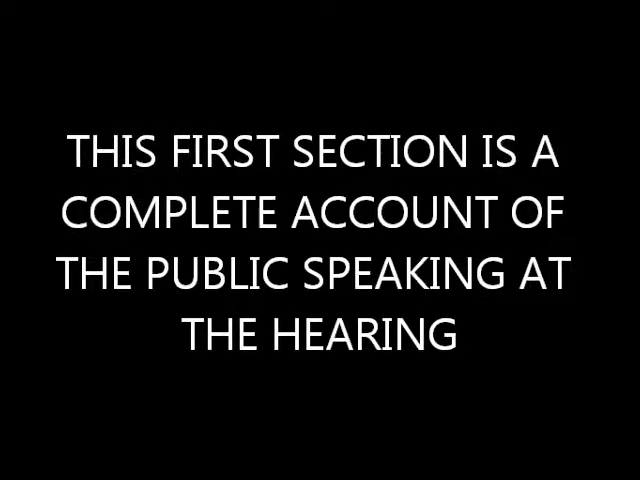 THIS FIRST SECTION IS A
COMPLETE ACCOUNT OF
THE PUBLIC SPEAKING AT
THE HEARING